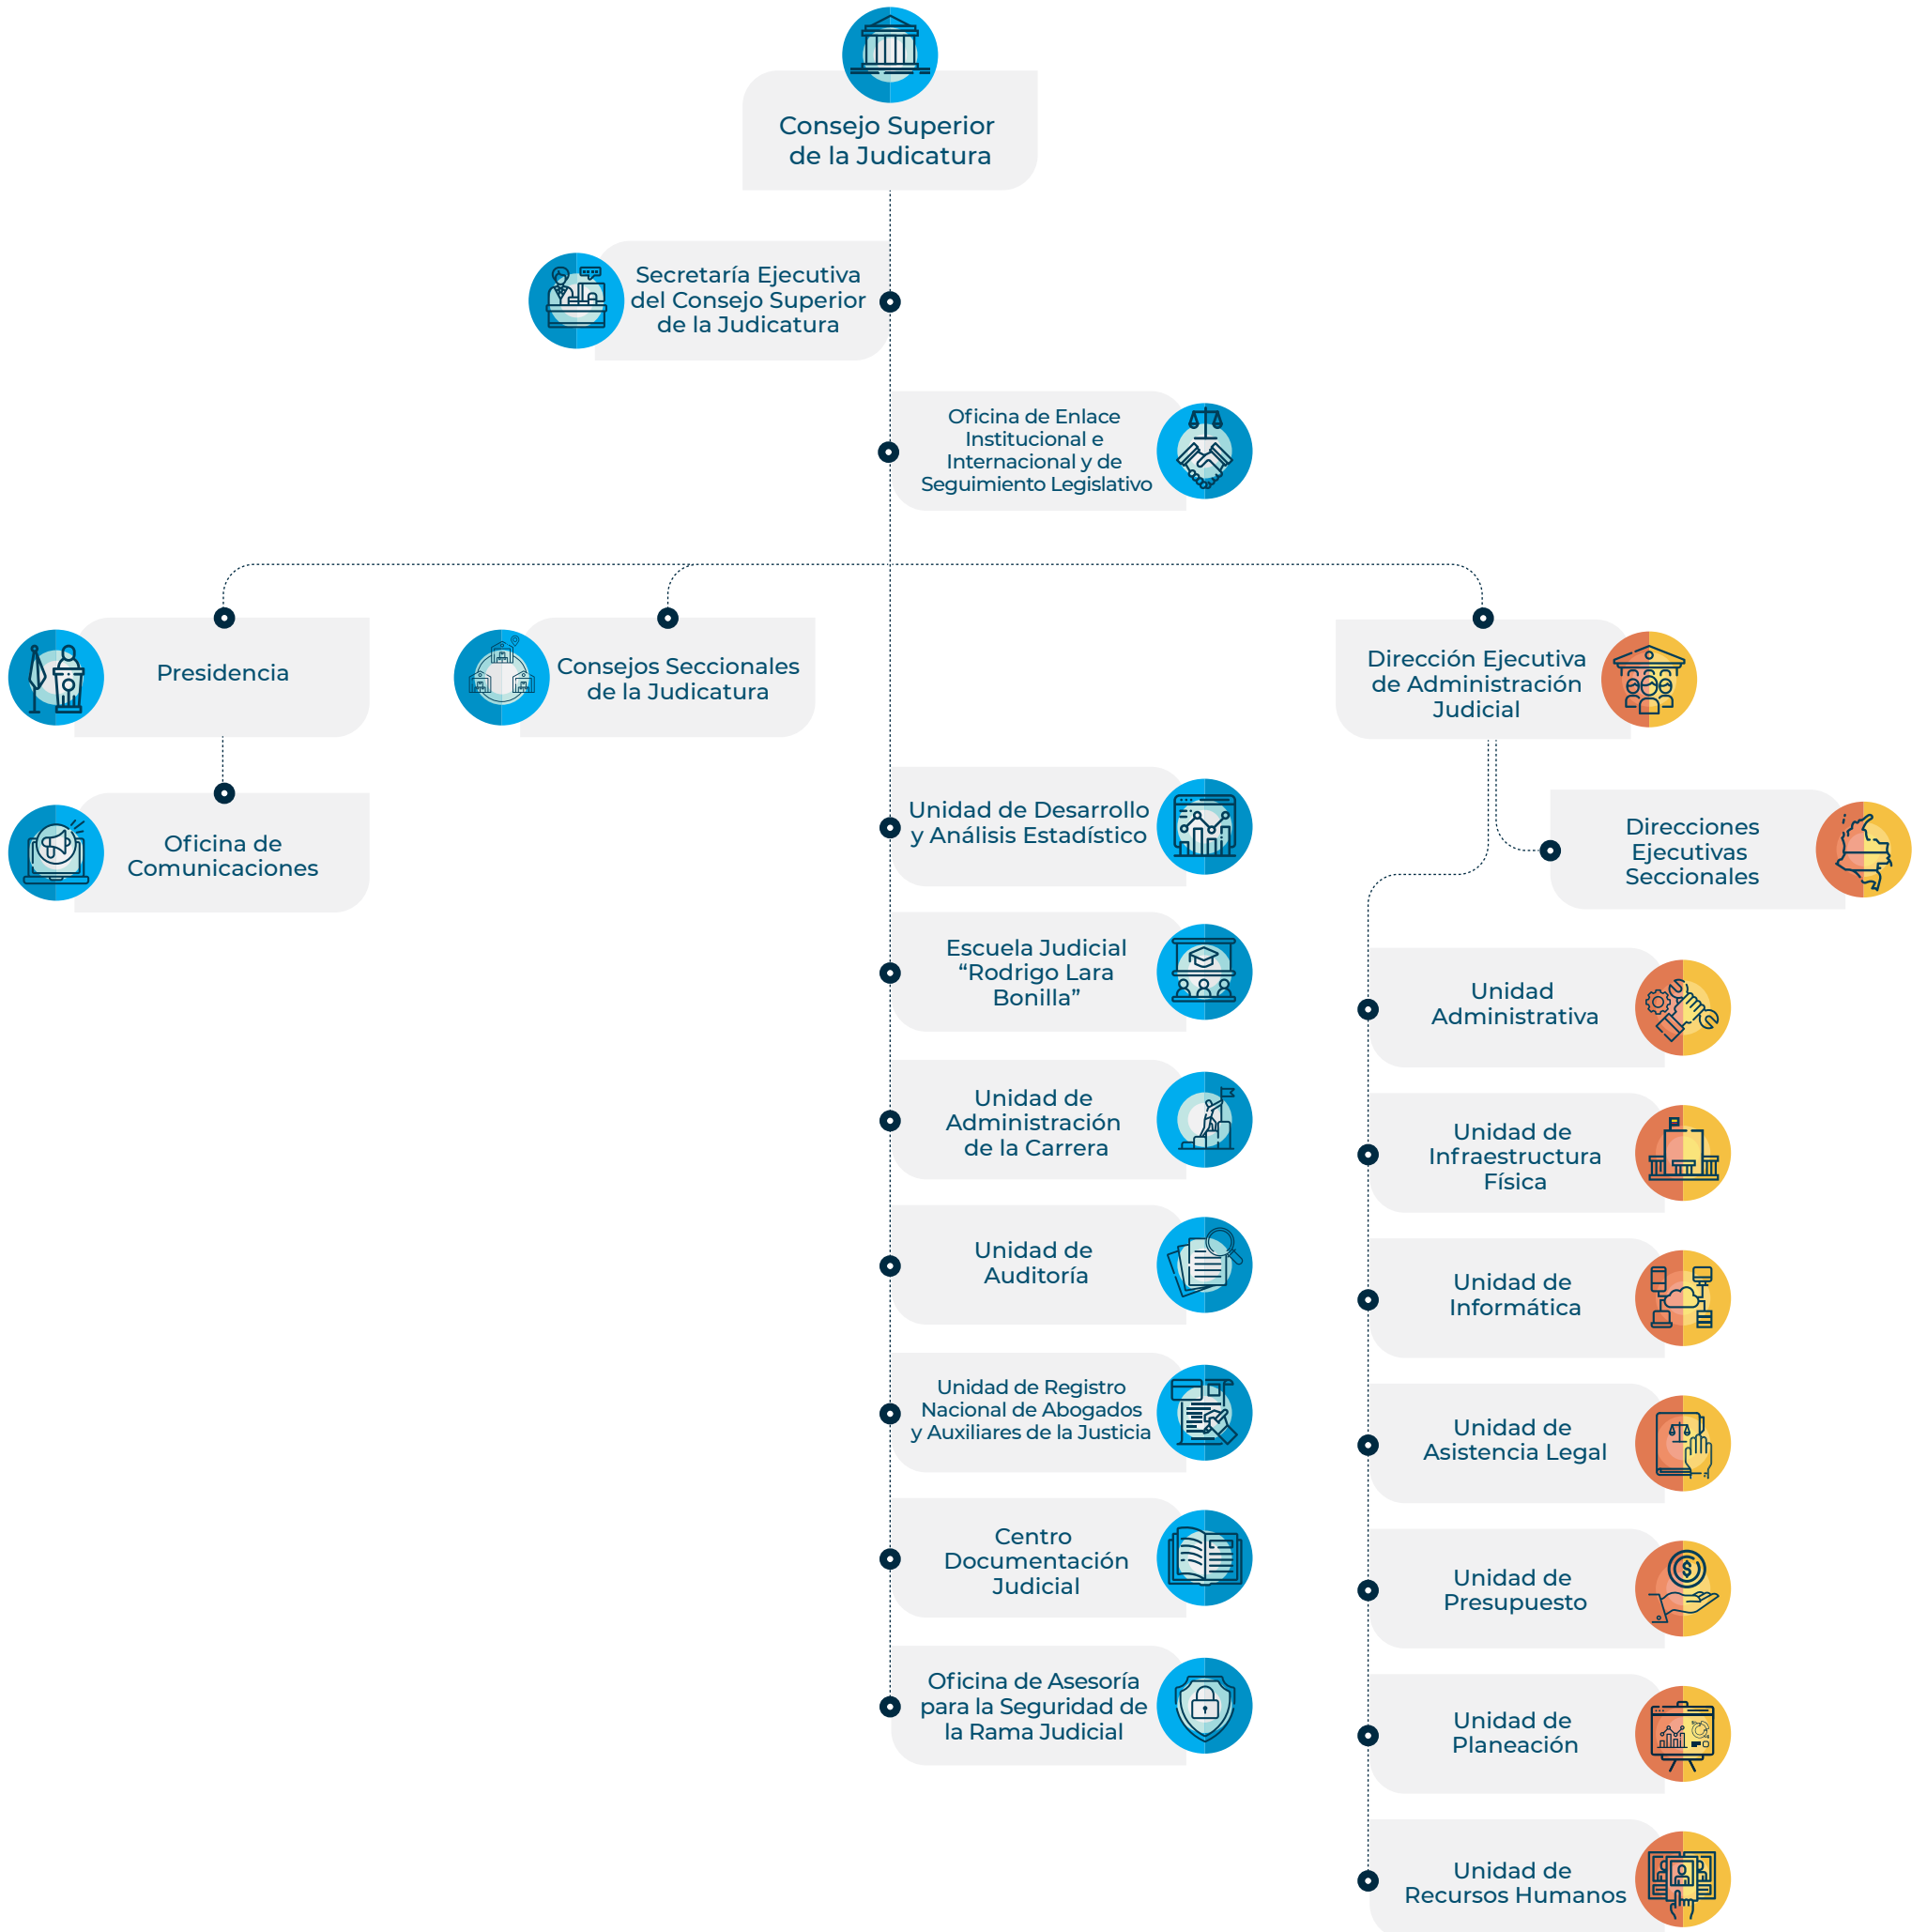 Consejo Superior
de la Judicatura
Secretaría Ejecutiva
del Consejo Superior
de la Judicatura
Oficina de Enlace
Institucional e
Internacional y de
Seguimiento Legislativo
Presidencia
Consejos Seccionales
de la Judicatura
Dirección Ejecutiva
de Administración
Judicial
Oficina de
Comunicaciones
Unidad de Desarrollo
y Análisis Estadístico
Direcciones
Ejecutivas
Seccionales
Escuela Judicial
“Rodrigo Lara
Bonilla”
Unidad de
Administración
de la Carrera
Unidad de
Auditoría
Unidad de Registro
Nacional de Abogados
y Auxiliares de la Justicia
Centro
Documentación
Judicial
Oficina de Asesoría
para la Seguridad de
la Rama Judicial
Unidad
Administrativa
Unidad de
Infraestructura
Física
Unidad de
Informática
Unidad de
Asistencia Legal
Unidad de
Presupuesto
Unidad de
Planeación
Unidad de
Recursos Humanos